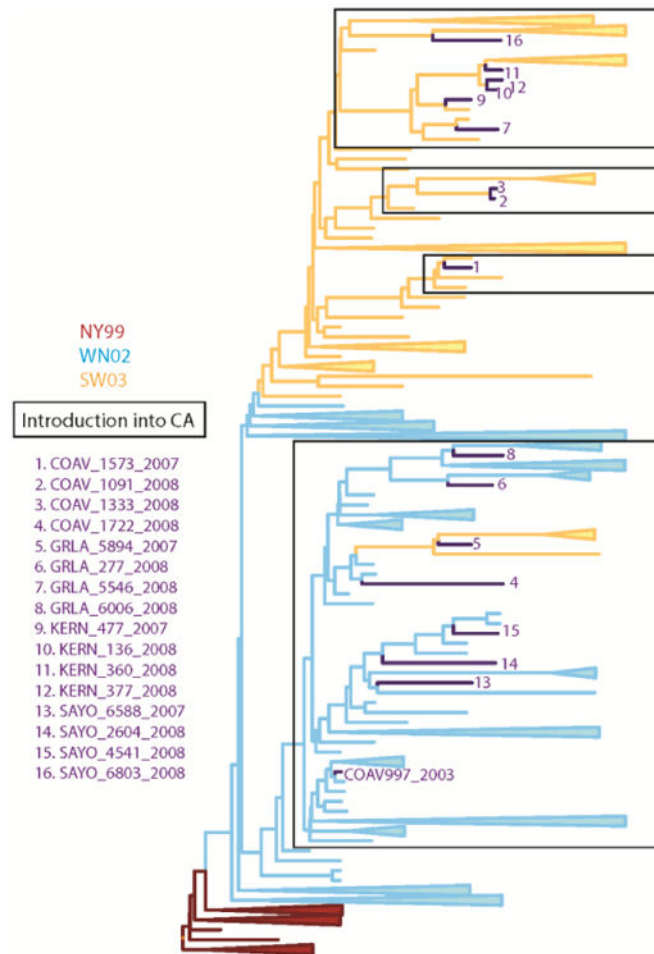 16
11
12
10
9
7
3
2
1
NY99
WN02
SW03
Introduction into CA
1. COAV_1573_2007
2. COAV_1091_2008
3. COAV_1333_2008
4. COAV_1722_2008
5. GRLA_5894_2007
6. GRLA_277_2008
7. GRLA_5546_2008
8. GRLA_6006_2008
9. KERN_477_2007
10. KERN_136_2008
11. KERN_360_2008
12. KERN_377_2008
13. SAYO_6588_2007
14. SAYO_2604_2008
15. SAYO_4541_2008
16. SAYO_6803_2008
8
6
5
4
15
14
13
COAV997_2003